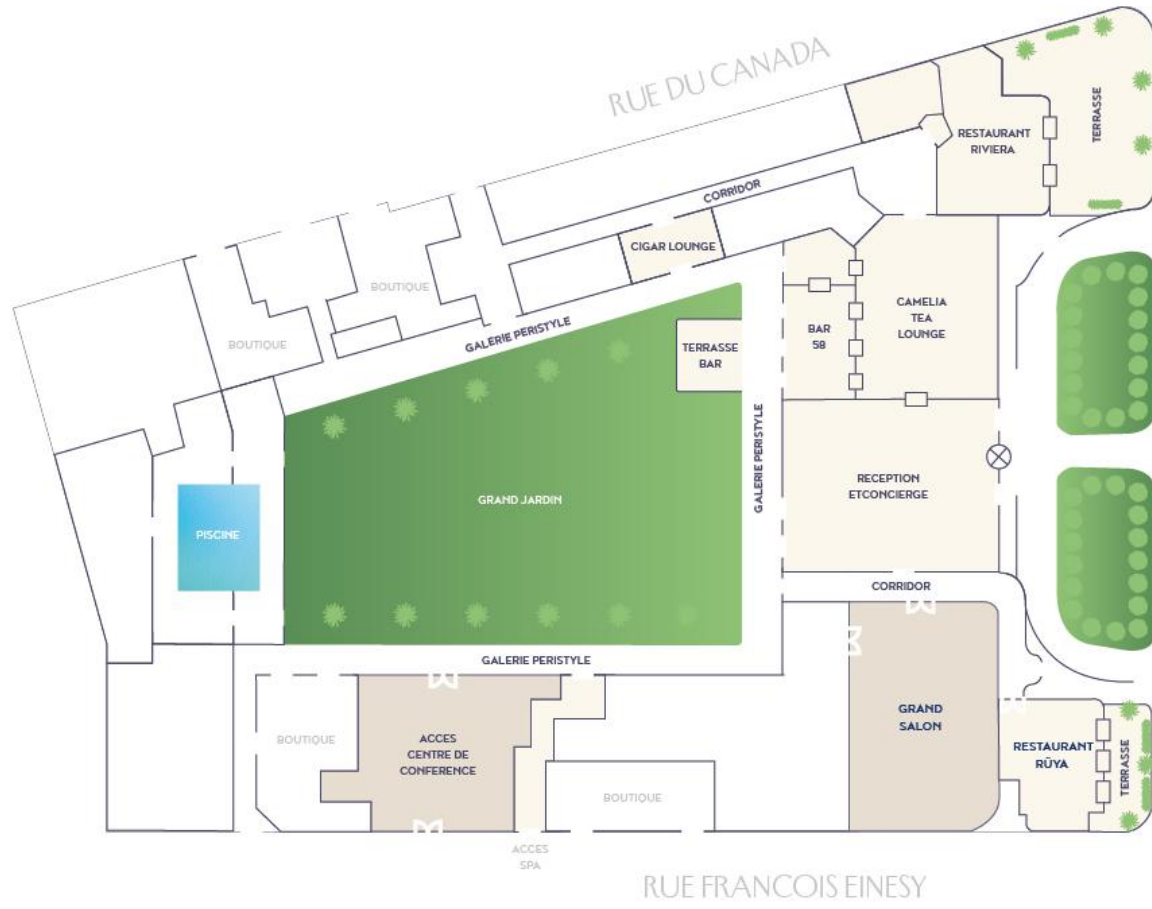 RUE DU CANADA
TERRASSE
RESTAURANT
RIVIERA
CORRIDOR
CIGAR LOUNGE
BOUTIQUE
BOUTIQUE
GALERIE PERISTYLE
TERRASSE
BAR
BAR
58
CAMELIA
TEA
LOUNGE
GALERIE PERISTYLE
RECEPTION
ETCONCIERGE
GRAND JARDIN
PISCINE
CORRIDOR
GALERIE PERISTYLE
GRAND
SALON
BOUTIQUE
ACCES
CENTRE DE
CONFERENCE
BOUTIQUE
RESTAURANT
RÜYA
TERRASSE
ACCES
SPA
RUE FRANCOIS EINESY